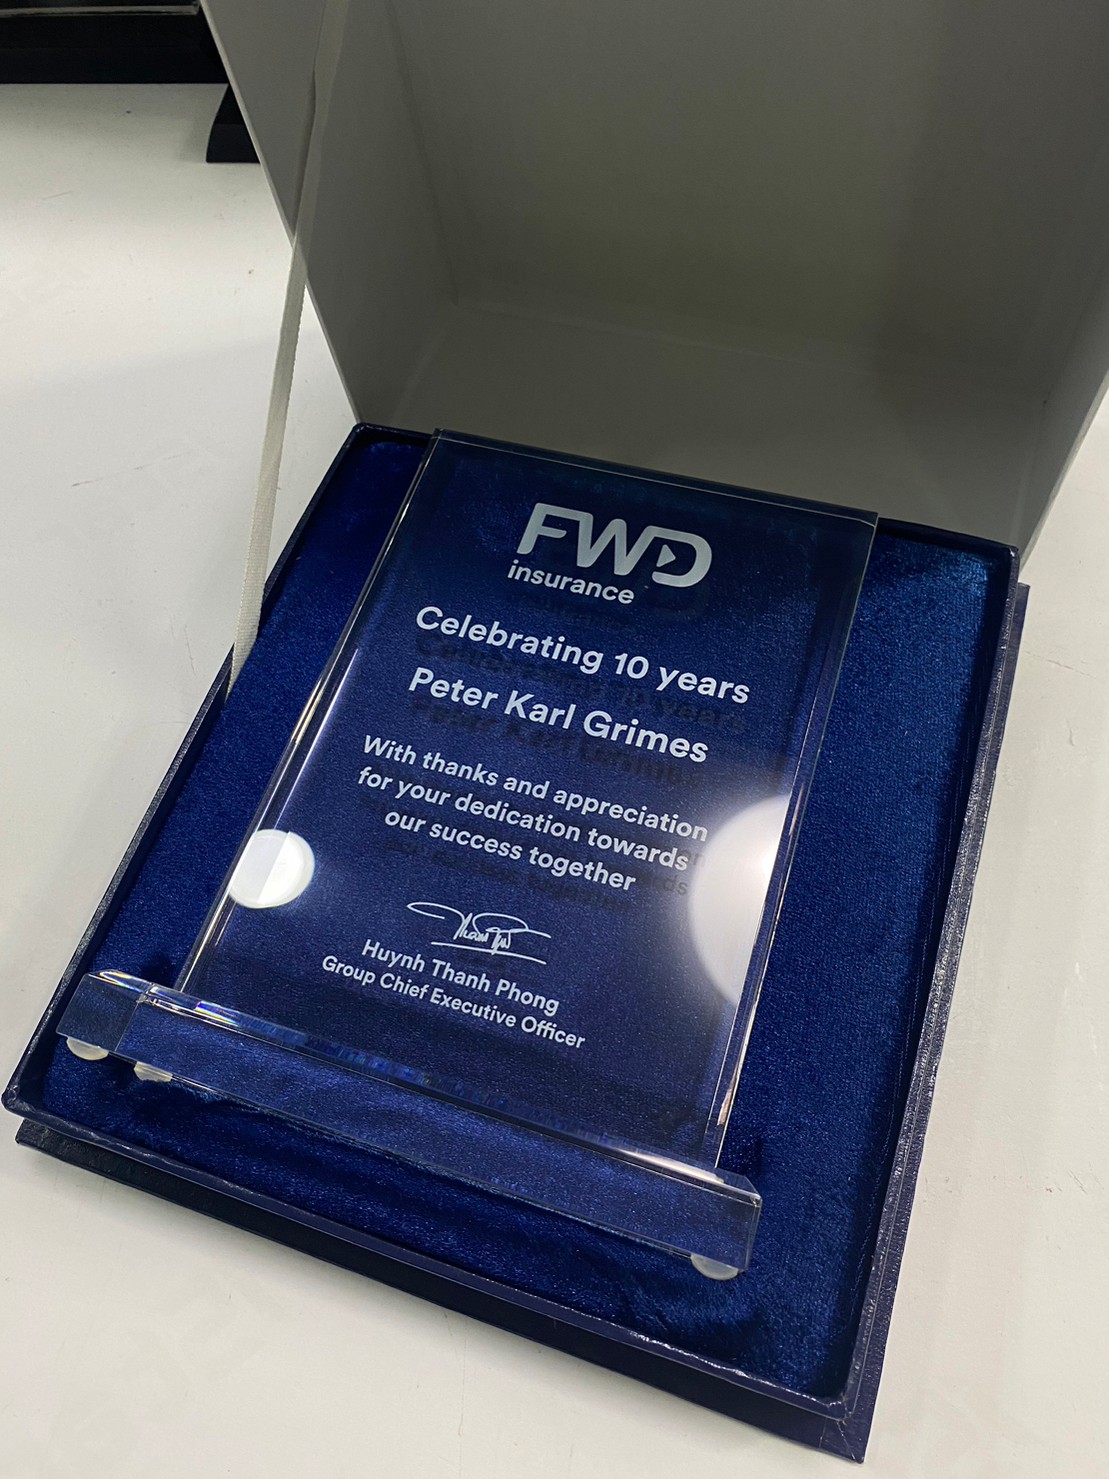 FWD
insurance
Celebrating 10 years
Peter Karl Grimes
With thanks and appreciation
for your dedication towards
our success together
Huynh Thanh Phong
Group Chief Executive Officer